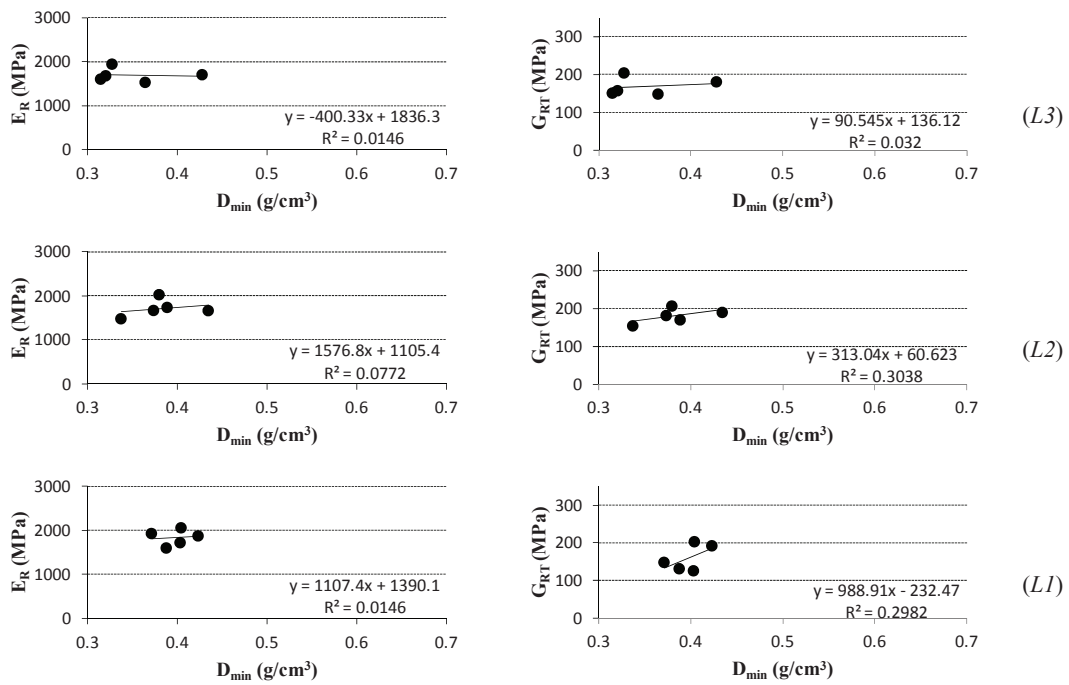 3000
2000
1000
0
E_R (MPa)
y = -400.33x + 1836.3
R² = 0.0146
0.3 0.4 0.5 0.6 0.7
D_min (g/cm³)
300
200
100
0
G_RT (MPa)
y = 90.545x + 136.12
R² = 0.032
0.3 0.4 0.5 0.6 0.7
D_min (g/cm³)
(L3)
3000
2000
1000
0
E_R (MPa)
y = 1576.8x + 1105.4
R² = 0.0772
0.3 0.4 0.5 0.6 0.7
D_min (g/cm³)
300
200
100
0
G_RT (MPa)
y = 313.04x + 60.623
R² = 0.3038
0.3 0.4 0.5 0.6 0.7
D_min (g/cm³)
(L2)
3000
2000
1000
0
E_R (MPa)
y = 1107.4x + 1390.1
R² = 0.0146
0.3 0.4 0.5 0.6 0.7
D_min (g/cm³)
300
200
100
0
G_RT (MPa)
y = 988.91x - 232.47
R² = 0.2982
0.3 0.4 0.5 0.6 0.7
D_min (g/cm³)
(L1)